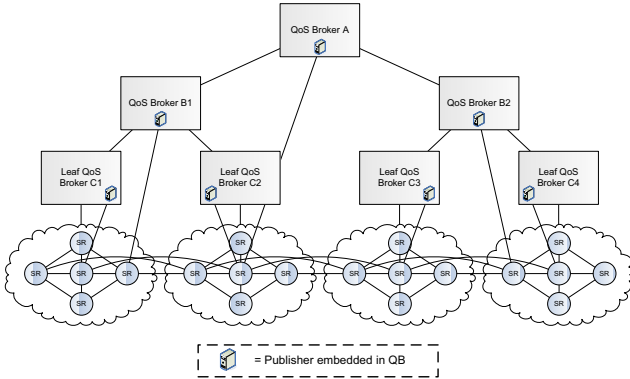 QoS Broker A
QoS Broker B1
QoS Broker B2
Leaf QoS
Broker C1
Leaf QoS
Broker C2
Leaf QoS
Broker C3
Leaf QoS
Broker C4
SR
SR
SR
SR
SR SR SR
SR SR SR
SR SR SR
SR SR SR
SR
SR
SR
SR
= Publisher embedded in QB